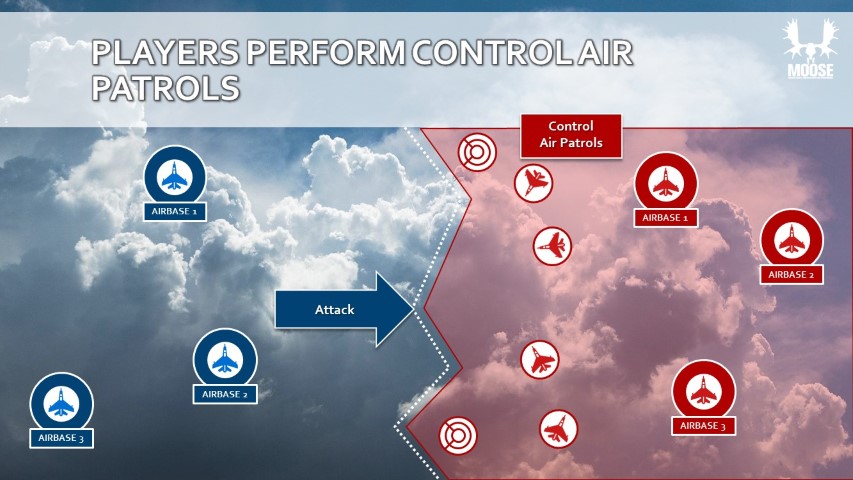 PLAYERS PERFORM CONTROL AIR
PATROLS
MOOSE
Control
Air Patrols
AIRBASE 1
AIRBASE 1
AIRBASE 2
Attack
AIRBASE 2
AIRBASE 3
AIRBASE 3